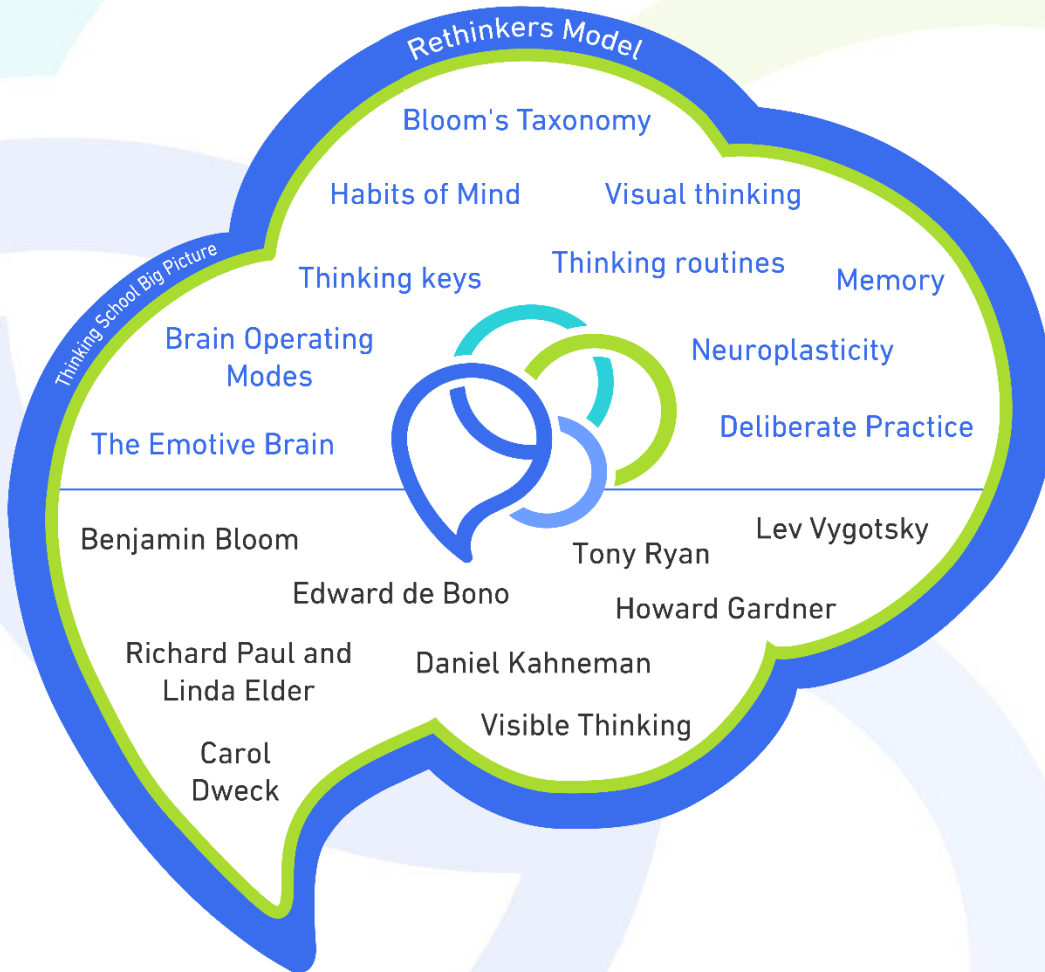 Rethinkers Model
Thinking School Big Picture
Bloom's Taxonomy
Habits of Mind
Visual thinking
Thinking keys
Thinking routines
Memory
Brain Operating
Modes
Neuroplasticity
The Emotive Brain
Deliberate Practice
Benjamin Bloom
Tony Ryan
Lev Vygotsky
Edward de Bono
Howard Gardner
Richard Paul and
Linda Elder
Daniel Kahneman
Visible Thinking
Carol
Dweck